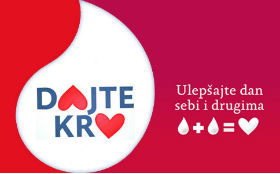 DAJTE
KRV
Ulepšajte dan
sebi i drugima
💧+💧=🤍